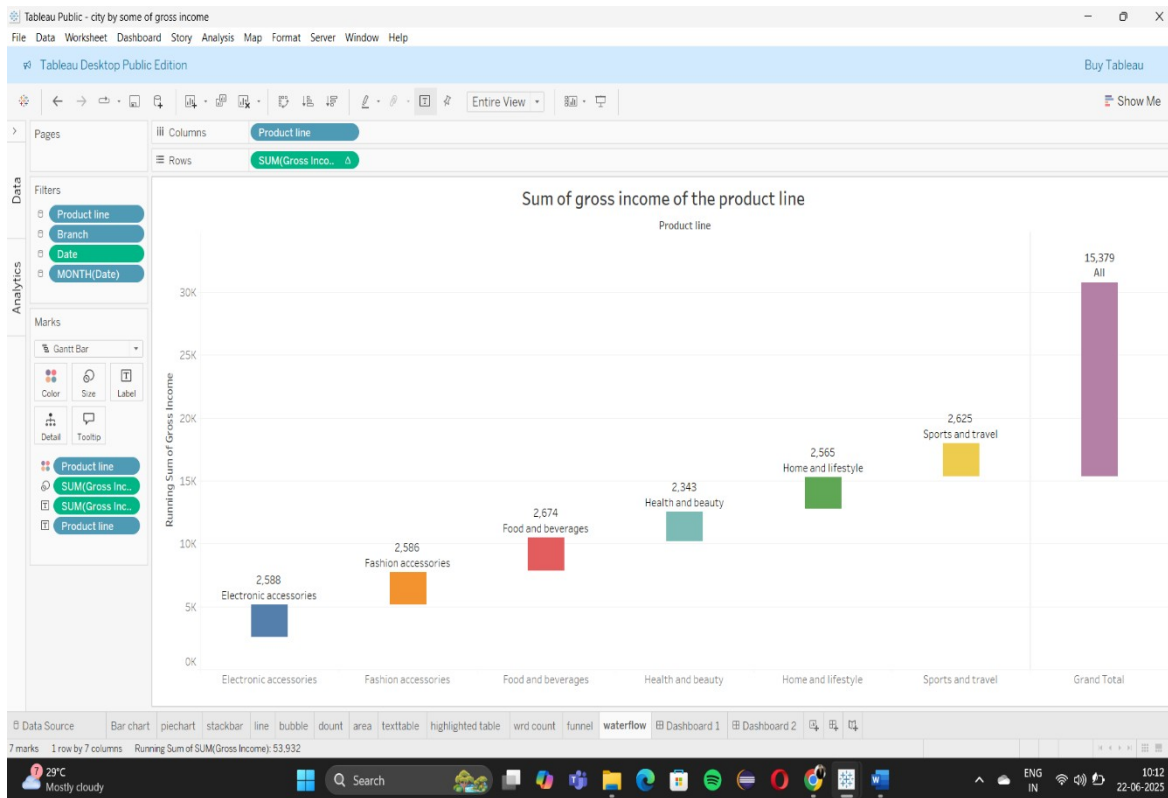 Tableau Public - city by some of gross income
File Data Worksheet Dashboard Story Analysis Map Format Server Window Help
Tableau Desktop Public Edition
Buy Tableau
Entire View
Show Me
Data
Analytics
Pages
iii Columns
Product line
Rows
SUM(Gross Inco.. Δ
Filters
Product line
Branch
Date
MONTH(Date)
Marks
Gantt Bar
Color Size Label
Detail Tooltip
Product line
SUM(Gross Inc..
SUM(Gross Inc..
Product line
Sum of gross income of the product line
Product line
Running Sum of Gross Income
30K
25K
20K
15K
10K
5K
0K
15,379
All
2,625
Sports and travel
2,565
Home and lifestyle
2,343
Health and beauty
2,674
Food and beverages
2,586
Fashion accessories
2,588
Electronic accessories
Electronic accessories Fashion accessories Food and beverages Health and beauty Home and lifestyle Sports and travel Grand Total
Data Source Bar chart piechart stackbar line bubble dount area texttable highlighted table wrd count funnel waterflow Dashboard 1 Dashboard 2
7 marks 1 row by 7 columns Running Sum of SUM(Gross Income): 53,932
7
29°C
Mostly cloudy
Search
ENG
IN
10:12
22-06-2025